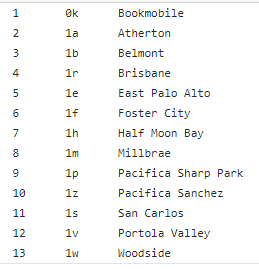 1 0k Bookmobile
2 1a Atherton
3 1b Belmont
4 1r Brisbane
5 1e East Palo Alto
6 1f Foster City
7 1h Half Moon Bay
8 1m Millbrae
9 1p Pacifica Sharp Park
10 1z Pacifica Sanchez
11 1s San Carlos
12 1v Portola Valley
13 1w Woodside